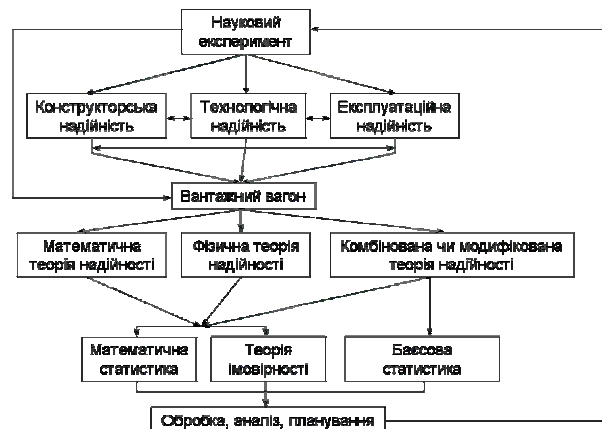 Науковий
експеримент
Конструкторська
надійність
Технологічна
надійність
Експлуатаційна
надійність
Вантажний вагон
Математична
теорія надійності
Фізична теорія
надійності
Комбінована чи модифікована
теорія надійності
Математична
статистика
Теорія
імовірності
Баєсова
статистика
Обробка, аналіз, планування